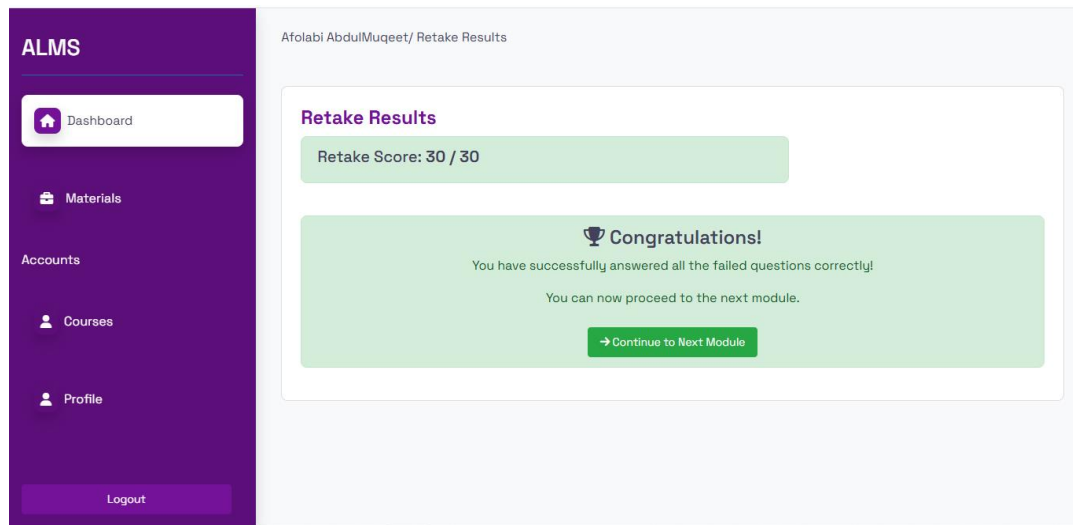 ALMS
Dashboard
Materials
Accounts
Courses
Profile
Logout
Afolabi AbdulMuqeet/ Retake Results
Retake Results
Retake Score: 30 / 30
Congratulations!
You have successfully answered all the failed questions correctly!
You can now proceed to the next module.
Continue to Next Module